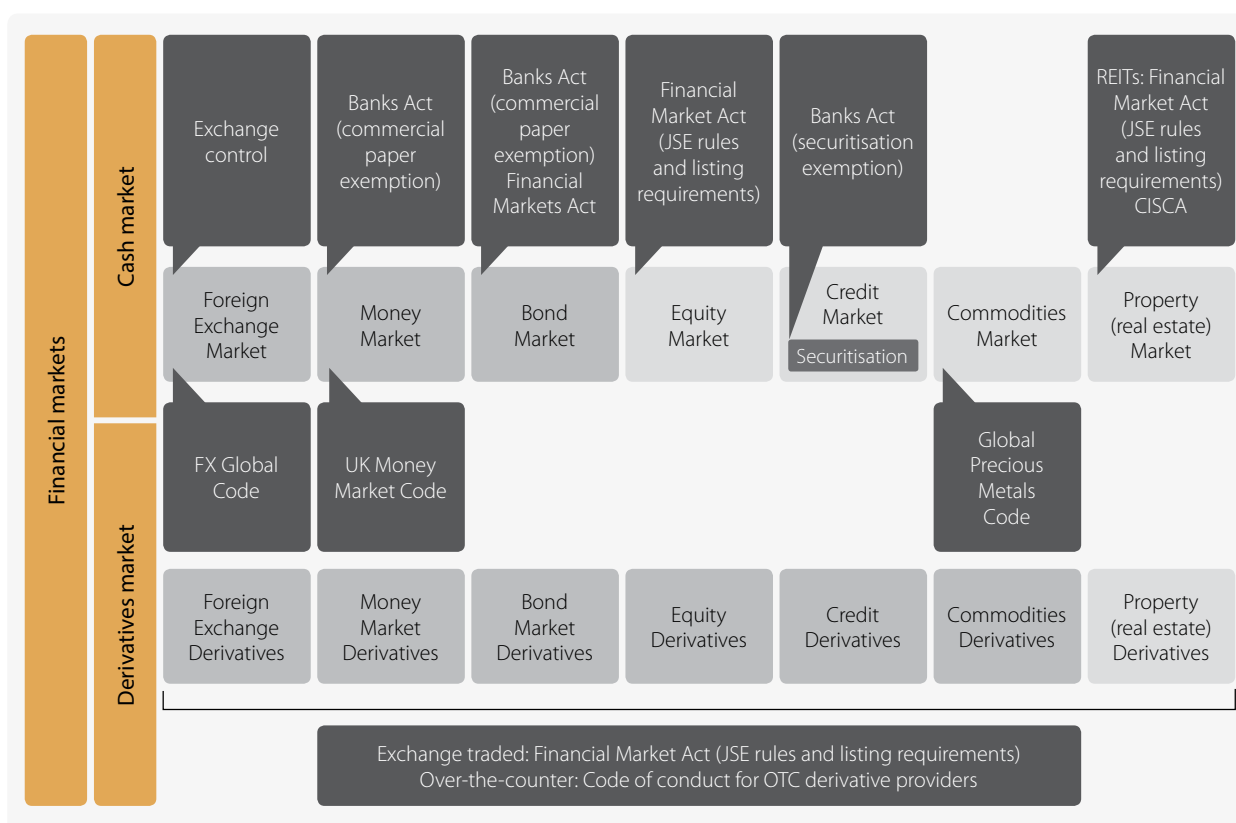 Financial markets
Cash market
Derivatives market
Exchange
control
Banks Act
(commercial
paper
exemption)
Banks Act
(commercial
paper
exemption)
Financial
Markets Act
Financial
Market Act
(JSE rules
and listing
requirements)
Banks Act
(securitisation
exemption)
REITs: Financial
Market Act
(JSE rules
and listing
requirements)
CISCA
Foreign
Exchange
Market
Money
Market
Bond
Market
Equity
Market
Credit
Market
Securitisation
Commodities
Market
Property
(real estate)
Market
FX Global
Code
UK Money
Market Code
Global
Precious
Metals
Code
Foreign
Exchange
Derivatives
Money
Market
Derivatives
Bond
Market
Derivatives
Equity
Derivatives
Credit
Derivatives
Commodities
Derivatives
Property
(real estate)
Derivatives
Exchange traded: Financial Market Act (JSE rules and listing requirements)
Over-the-counter: Code of conduct for OTC derivative providers